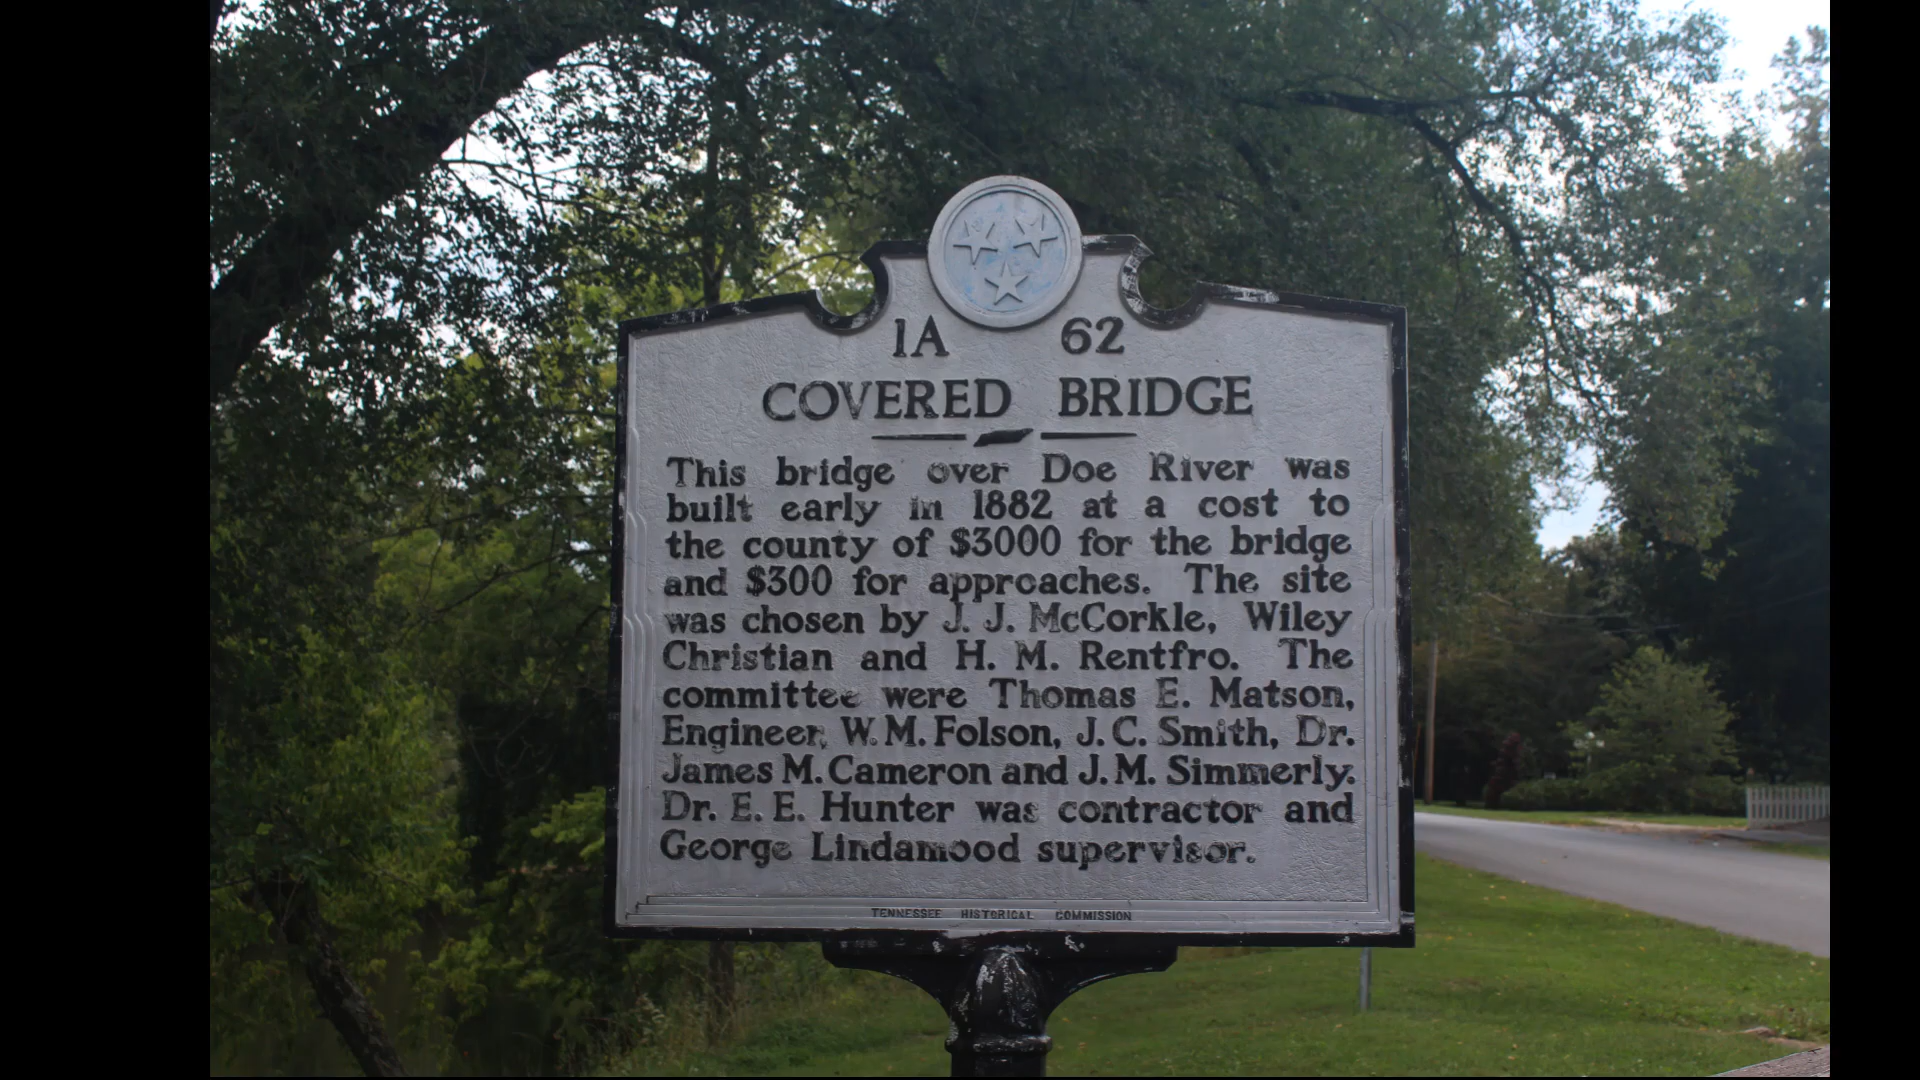 1A 62
COVERED BRIDGE
This bridge over Doe River was
built early in 1882 at a cost to
the county of $3000 for the bridge
and $300 for approaches. The site
was chosen by J. J. McCorkle, Wiley
Christian and H. M. Rentfro. The
committee were Thomas E. Matson,
Engineer, W. M. Folson, J. C. Smith, Dr.
James M. Cameron and J. M. Simmerly.
Dr. E. E. Hunter was contractor and
George Lindamood supervisor.
TENNESSEE HISTORICAL COMMISSION